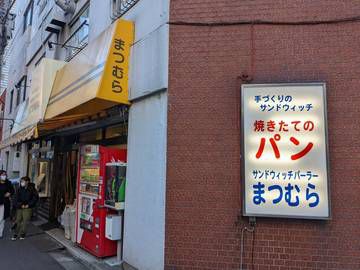 まつむら
手づくりの
サンドウィッチ
焼きたての
パン
サンドウィッチパーラー
まつむら